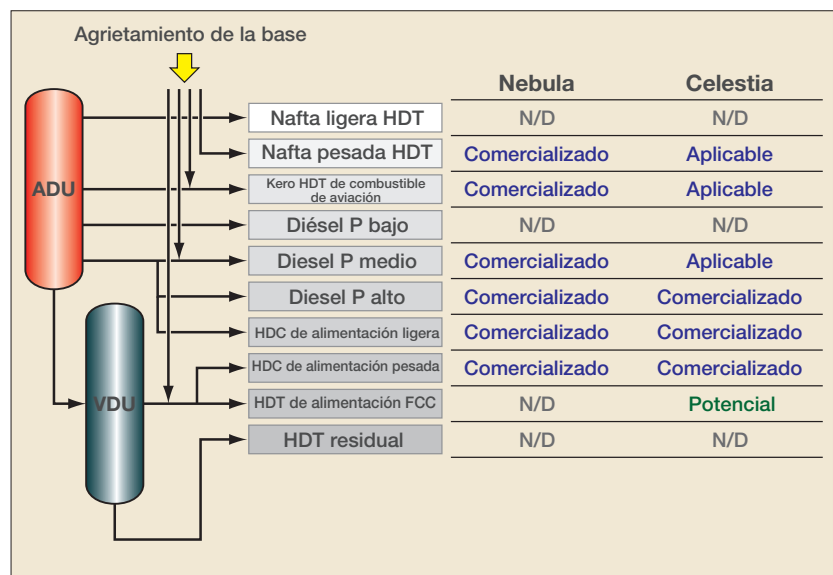 Agrietamiento de la base
Nebula Celestia
Nafta ligera HDT N/D N/D
Nafta pesada HDT Comercializado Aplicable
ADU
Kero HDT de combustible
de aviación
Comercializado Aplicable
Diésel P bajo N/D N/D
Diesel P medio Comercializado Aplicable
Diesel P alto Comercializado Comercializado
HDC de alimentación ligera Comercializado Comercializado
HDC de alimentación pesada Comercializado Comercializado
VDU
HDT de alimentación FCC N/D Potencial
HDT residual N/D N/D